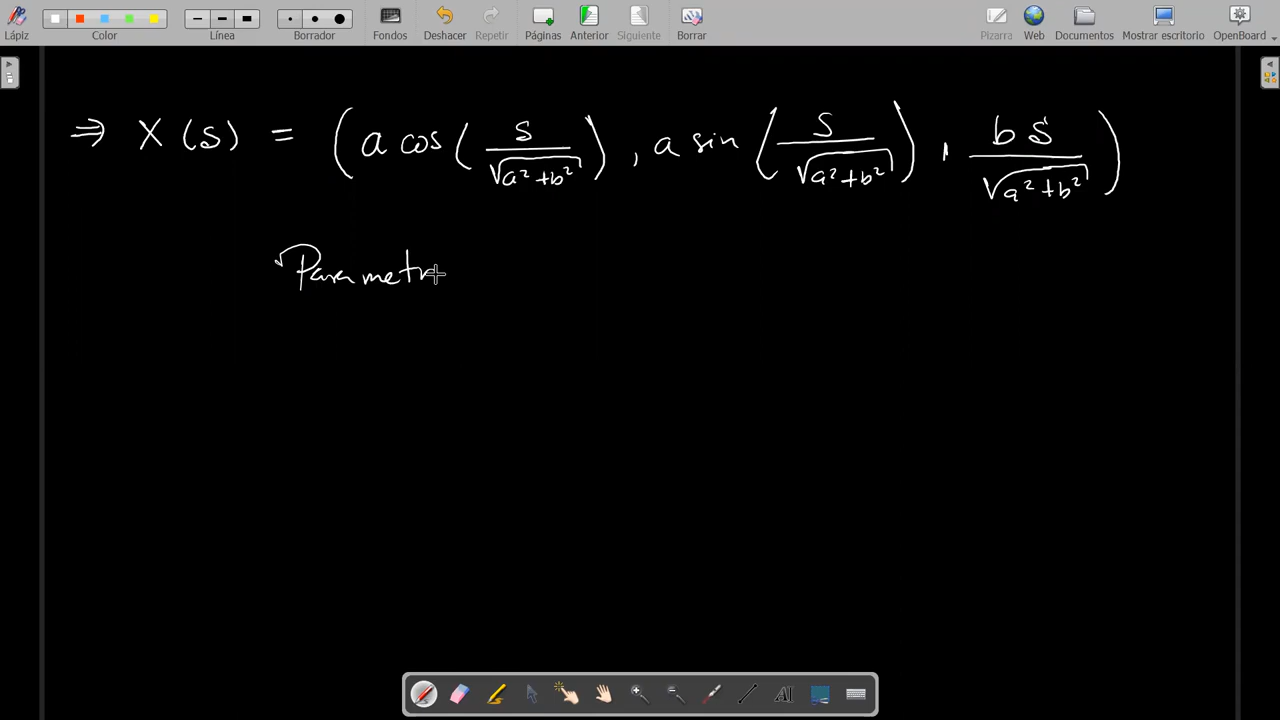 Lápiz Color Línea Borrador Fondos Deshacer Repetir Páginas Anterior Siguiente Borrar Pizarra Web Documentos Mostrar escritorio OpenBoard
⇒ X (s) = (a cos(s/√(a²+b²)), a sin(s/√(a²+b²)), bs/√(a²+b²))
Parametr
AI